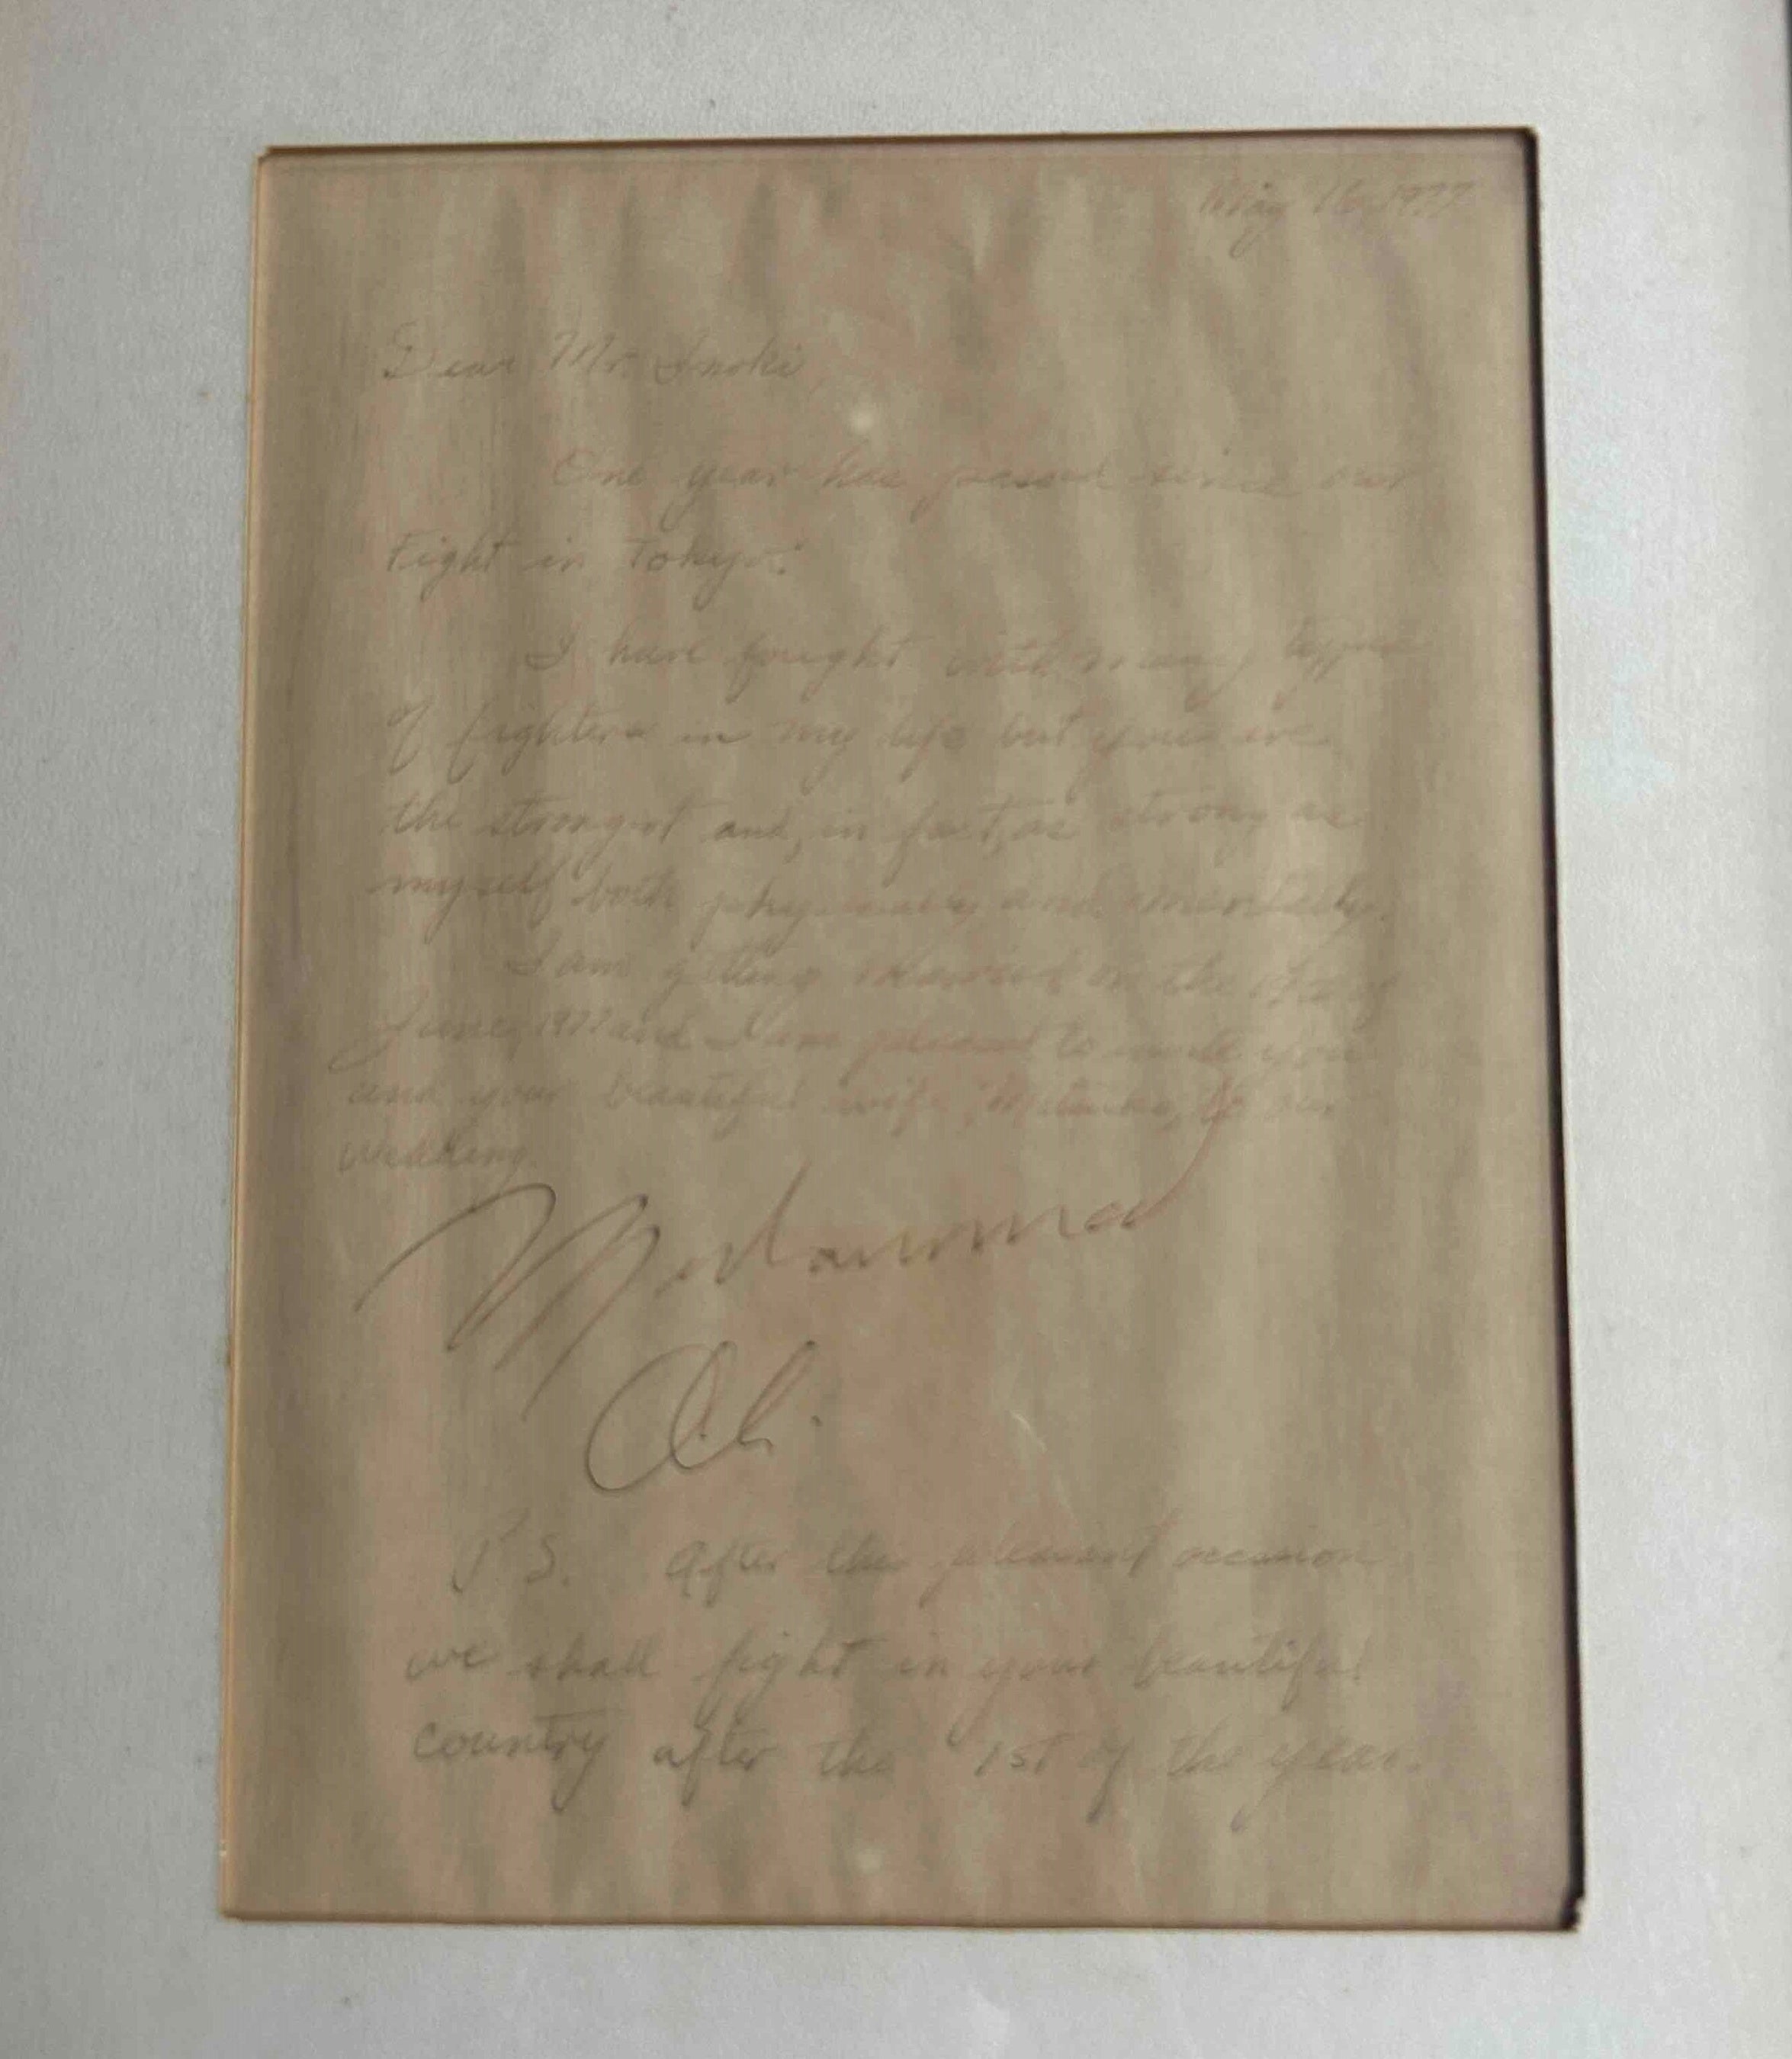 May 16, 1977
Dear Mr. Inoki
One year has passed since our
Fight in Tokyo.
I have fought with many types
of fighters in my life but you are
the strongest and, in fact, as strong as
myself both physically and mentally.
I am getting married on the of
June, 1977 and I am pleased to invite you
and your beautiful wife, to our
wedding.
Muhammad
Ali
P.S. After the pleasant occasion
we shall fight in your beautiful
country after the 1st of the year.